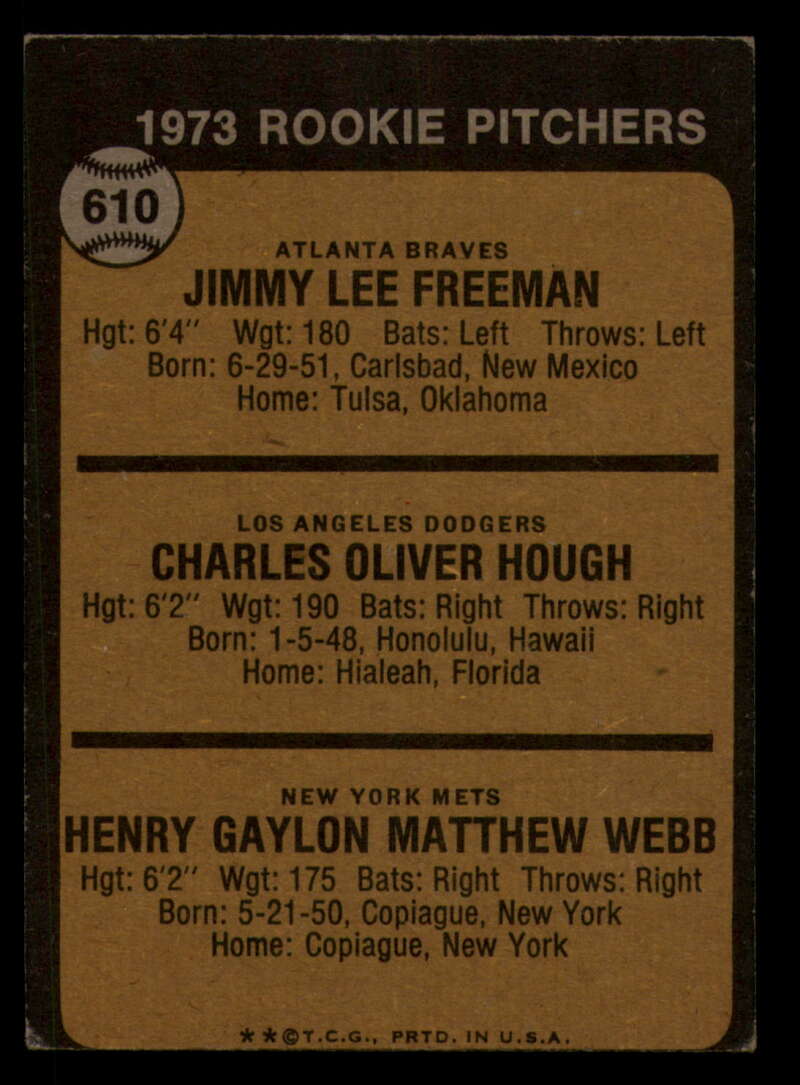 1973 ROOKIE PITCHERS
610
ATLANTA BRAVES
JIMMY LEE FREEMAN
Hgt: 6'4" Wgt: 180 Bats: Left Throws: Left
Born: 6-29-51, Carlsbad, New Mexico
Home: Tulsa, Oklahoma
LOS ANGELES DODGERS
CHARLES OLIVER HOUGH
Hgt: 6'2" Wgt: 190 Bats: Right Throws: Right
Born: 1-5-48, Honolulu, Hawaii
Home: Hialeah, Florida
NEW YORK METS
HENRY GAYLON MATTHEW WEBB
Hgt: 6'2" Wgt: 175 Bats: Right Throws: Right
Born: 5-21-50, Copiague, New York
Home: Copiague, New York
**©T.C.G., PRTD. IN U.S.A.